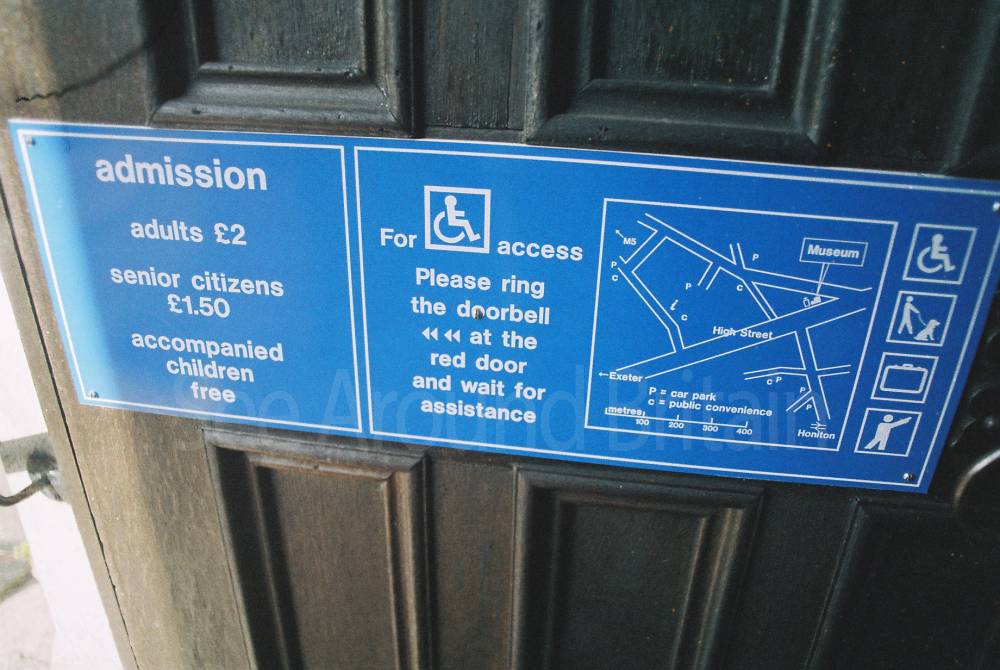 admission
adults £2
senior citizens
£1.50
accompanied
children
free
For access
Please ring
the doorbell
at the
red door
and wait for
assistance
M5
P
C
P
P
C
i
C
Museum
High Street
Exeter
C P
P
P = car park
C = public convenience
metres
100 200 300 400
Honiton
See Around Britain